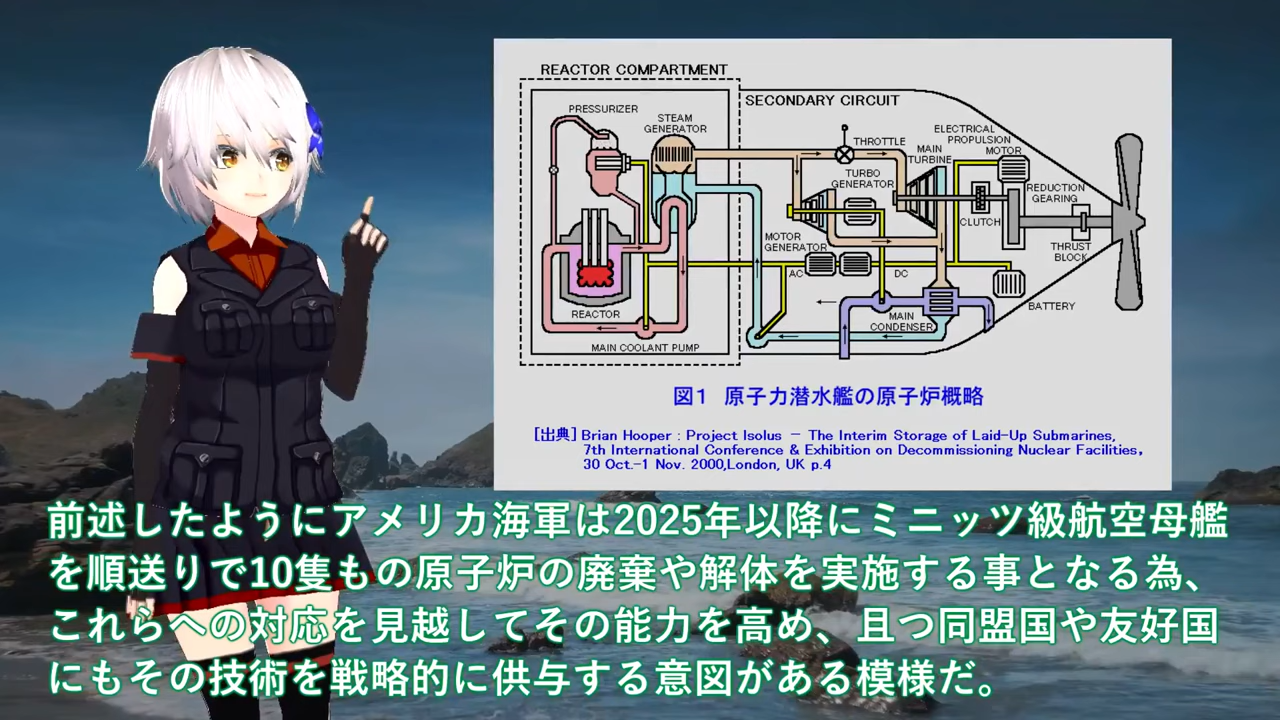 REACTOR COMPARTMENT
SECONDARY CIRCUIT
PRESSURIZER
STEAM
GENERATOR
THROTTLE
ELECTRICAL
PROPULSION
MOTOR
MAIN
TURBINE
TURBO
GENERATOR
REDUCTION
GEARING
CLUTCH
MOTOR
GENERATOR
THRUST
BLOCK
AC
DC
BATTERY
REACTOR
MAIN
CONDENSER
MAIN COOLANT PUMP
図1 原子力潜水艦の原子炉概略
[出典] Brian Hooper : Project Isolus − The Interim Storage of Laid-Up Submarines,
7th International Conference & Exhibition on Decommissioning Nuclear Facilities,
30 Oct.-1 Nov. 2000,London, UK p.4
前述したようにアメリカ海軍は2025年以降にミニッツ級航空母艦
を順送りで10隻もの原子炉の廃棄や解体を実施する事となる為、
これらへの対応を見越してその能力を高め、且つ同盟国や友好国
にもその技術を戦略的に供与する意図がある模様だ。